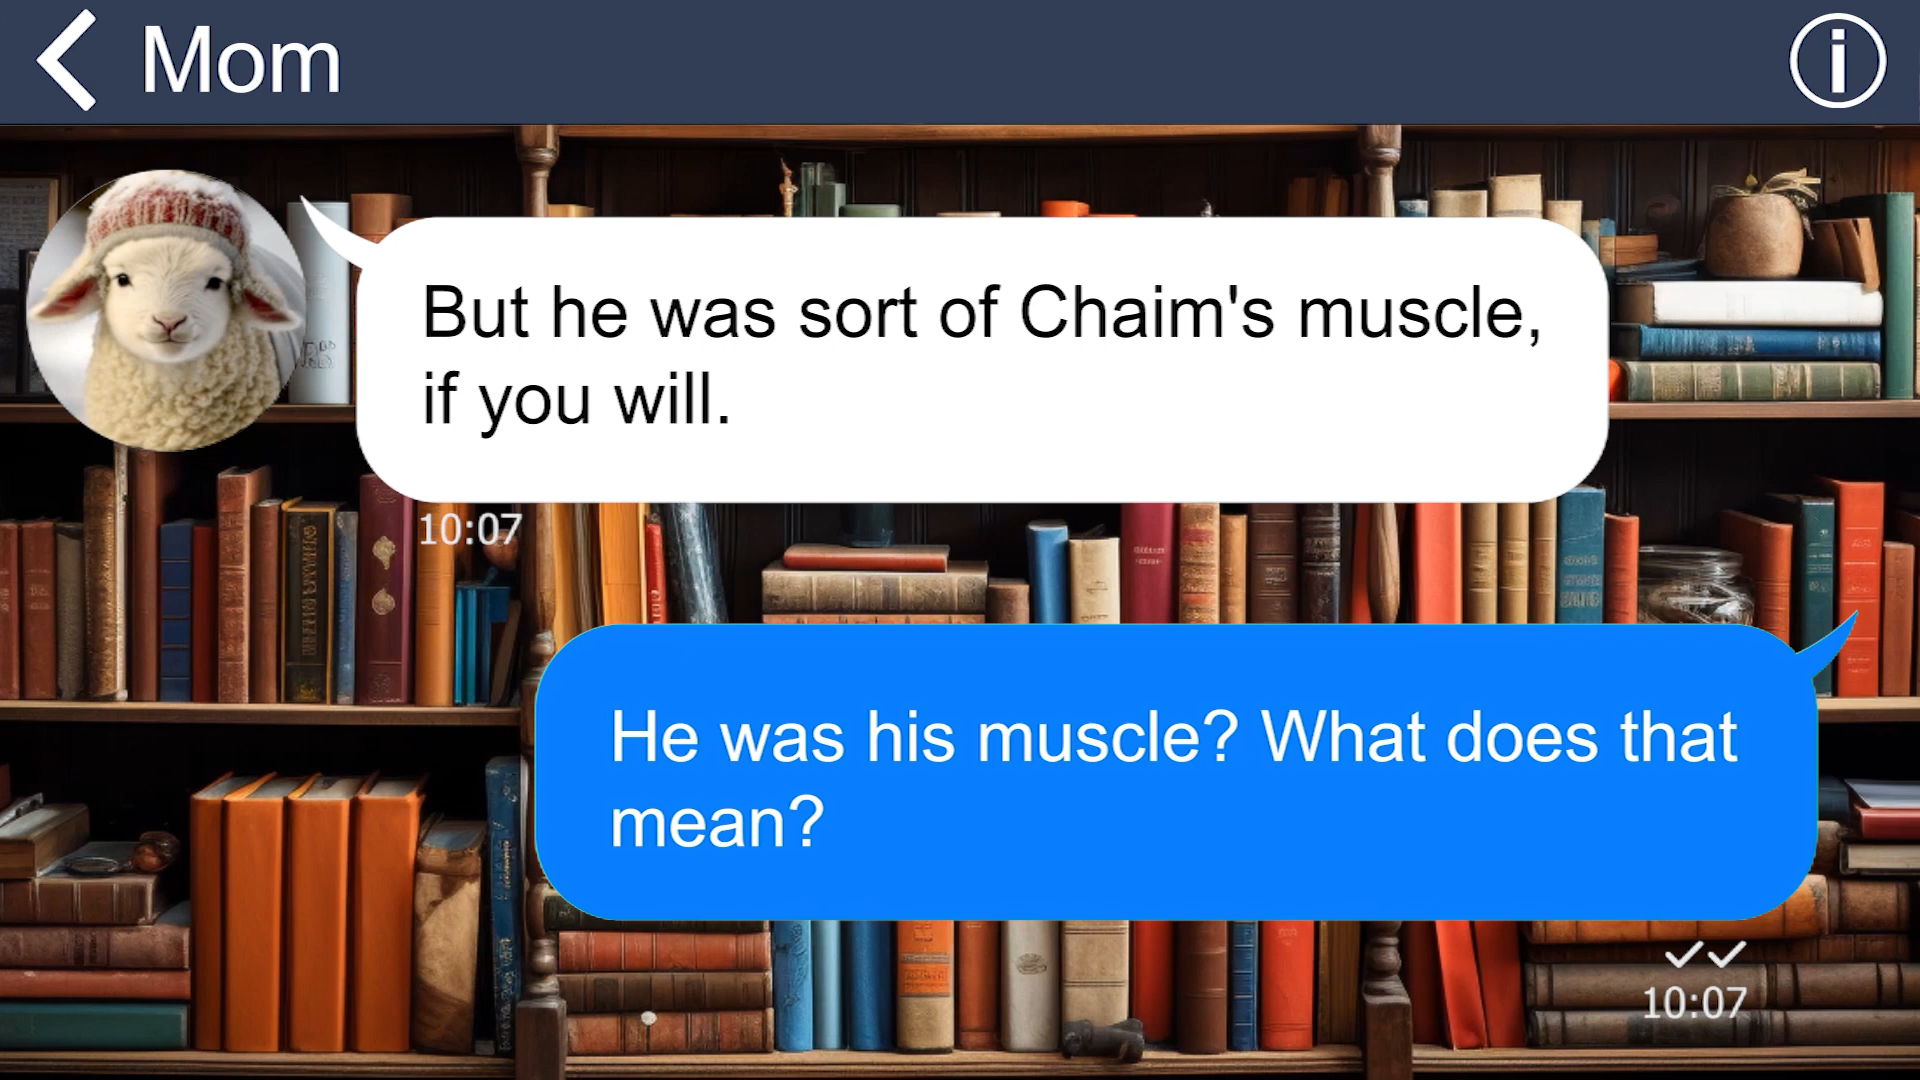 Mom
But he was sort of Chaim's muscle,
if you will.
10:07
He was his muscle? What does that
mean?
10:07